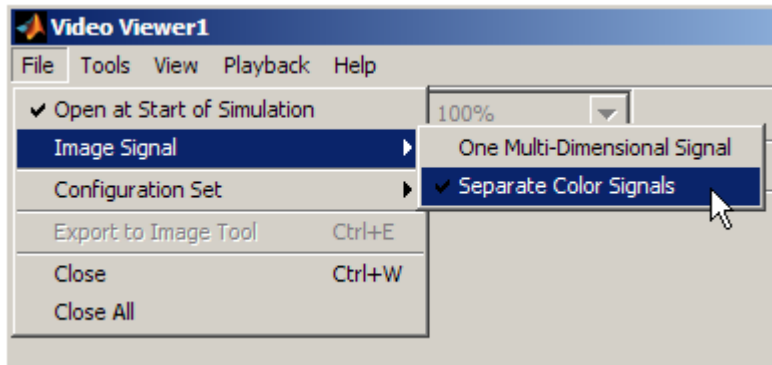 Video Viewer1
File Tools View Playback Help
Open at Start of Simulation
100%
Image Signal
One Multi-Dimensional Signal
Configuration Set
Separate Color Signals
Export to Image Tool Ctrl+E
Close Ctrl+W
Close All